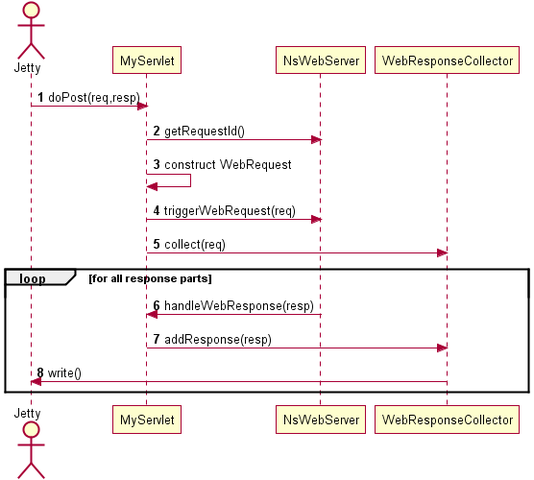 Jetty
MyServlet
NsWebServer
WebResponseCollector
1 doPost(req,resp)
2 getRequestId()
3 construct WebRequest
4 triggerWebRequest(req)
5 collect(req)
loop
[for all response parts]
6 handleWebResponse(resp)
7 addResponse(resp)
8 write()
Jetty
MyServlet
NsWebServer
WebResponseCollector